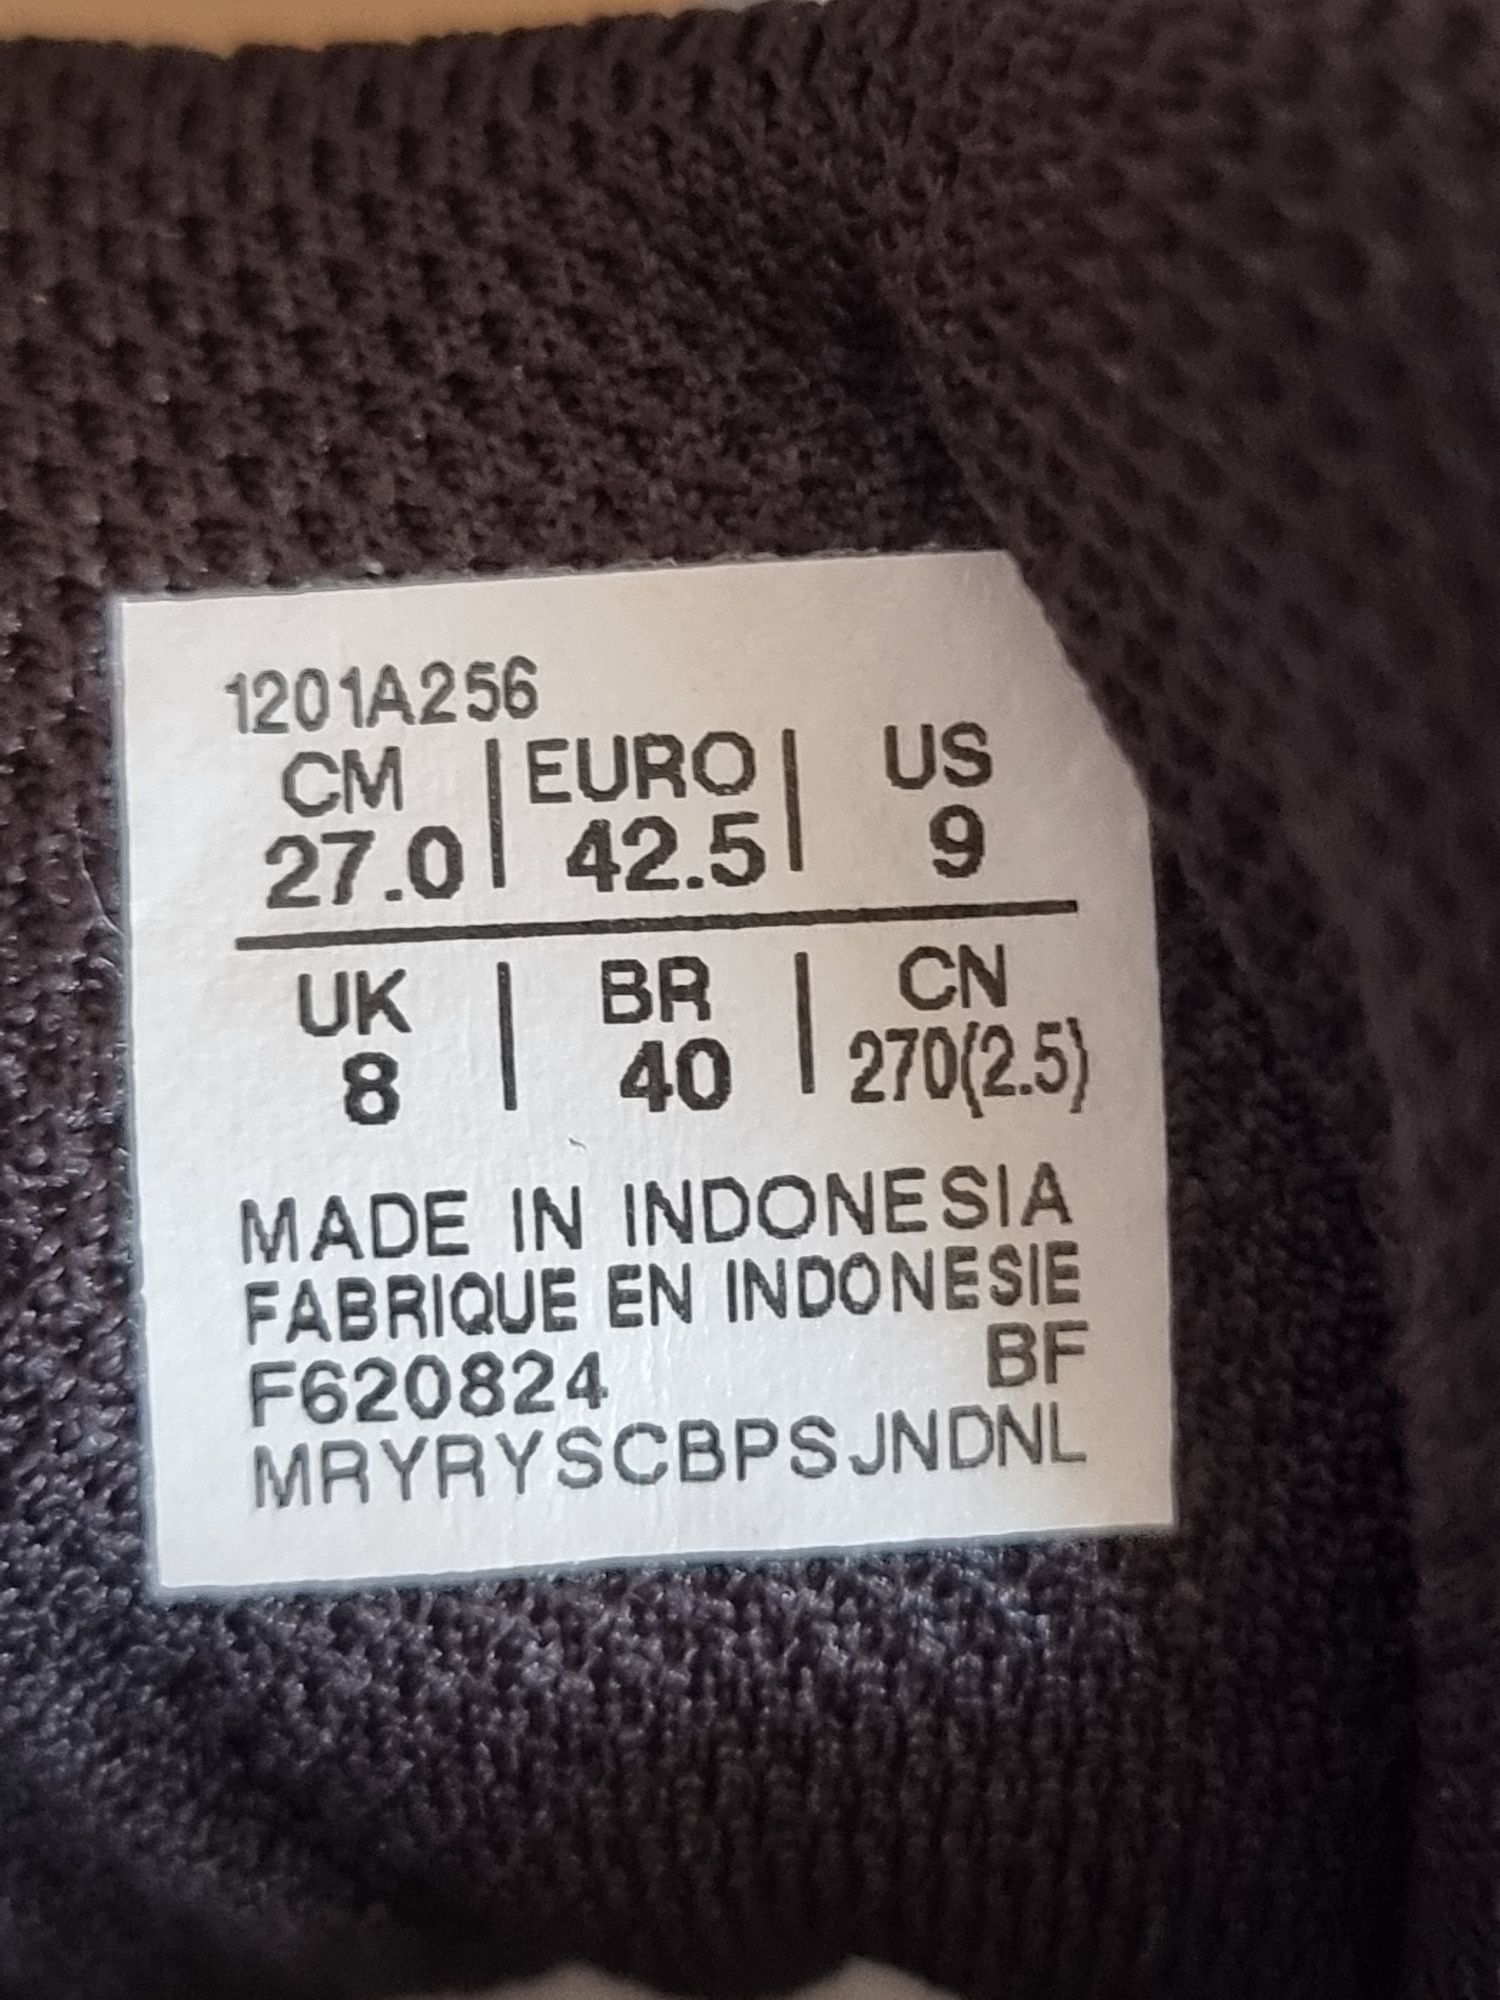 1201A256
CM | EURO | US
27.0 | 42.5 | 9
UK | BR | CN
8 | 40 | 270(2.5)
MADE IN INDONESIA
FABRIQUE EN INDONESIE
F620824 BF
MRYRYSCBPSJNDNL